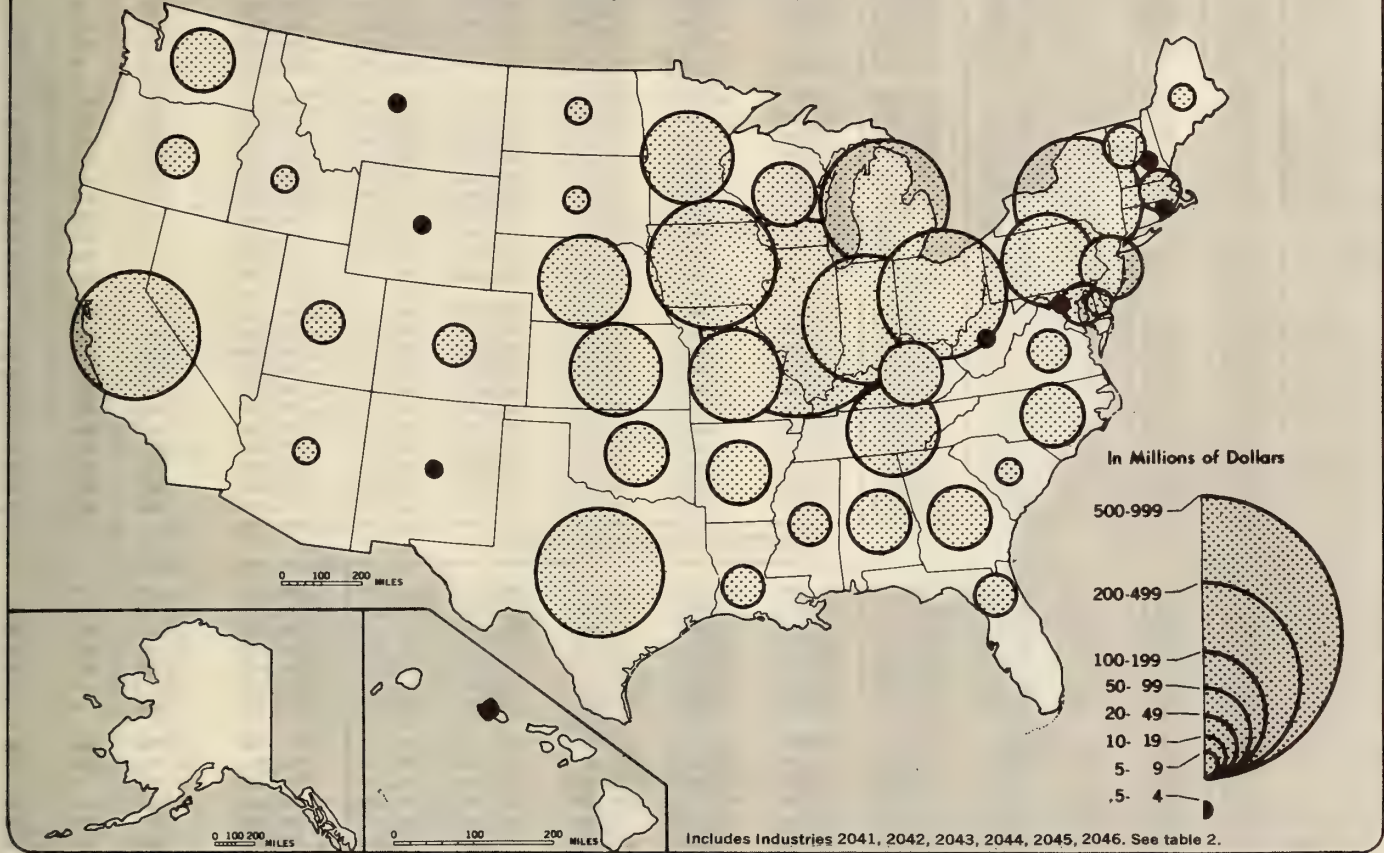 In Millions of Dollars
500-999
200-499
100-199
50- 99
20- 49
10- 19
5- 9
.5- 4
0 100 200 MILES
0 100 200 MILES
0 100 200 MILES
Includes Industries 2041, 2042, 2043, 2044, 2045, 2046. See table 2.